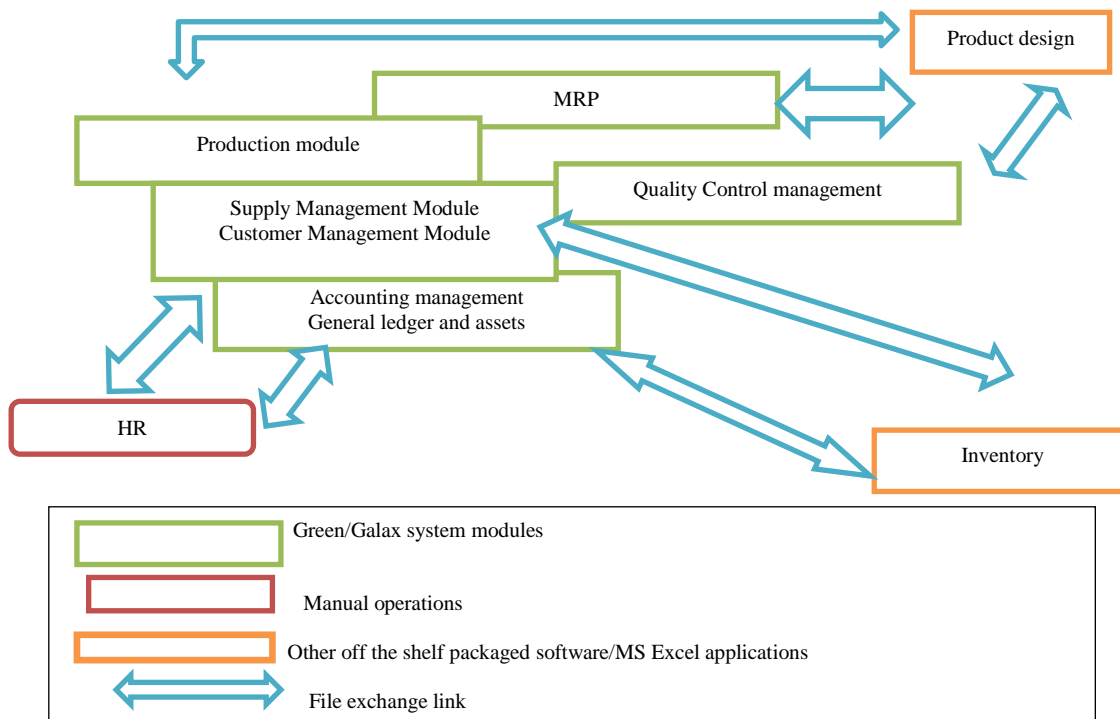 Product design
MRP
Production module
Quality Control management
Supply Management Module
Customer Management Module
Accounting management
General ledger and assets
HR
Inventory
Green/Galax system modules
Manual operations
Other off the shelf packaged software/MS Excel applications
File exchange link